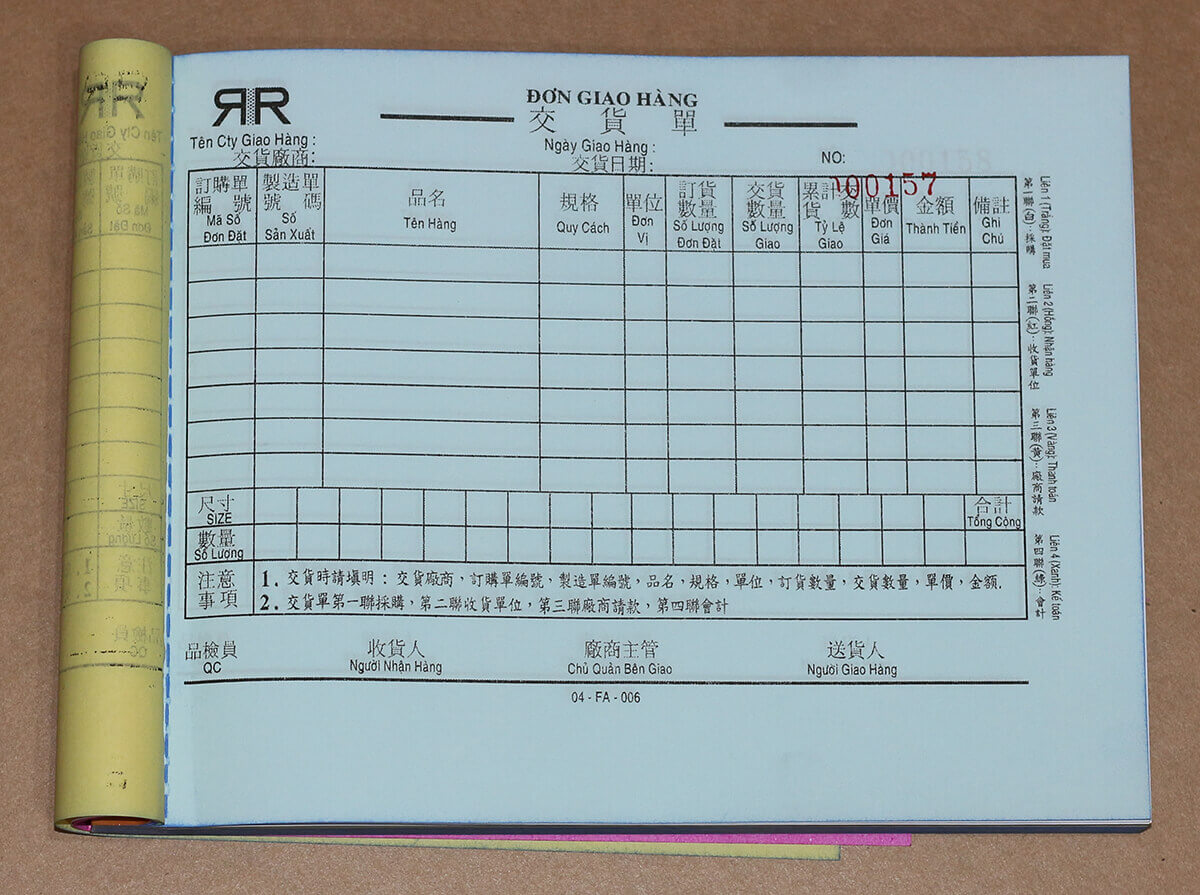 RR
ĐƠN GIAO HÀNG
交貨單
Tên Cty Giao Hàng :
交貨廠商:
Ngày Giao Hàng :
交貨日期:
NO:
000157
訂購單 製造單 品名 規格 單位 訂貨 交貨 累計 單價 金額 備註
編號 號碼 數量 數量 貨數
Mã Số Số Tên Hàng Quy Cách Đơn Số Lượng Số Lượng Tỷ Lệ Đơn Thành Tiền Ghi
Đơn Đặt Sản Xuất Vị Đơn Đặt Giao Giao Giá Chú
尺寸 合計
SIZE Tổng Cộng
數量
Số Lượng
注意 1. 交貨時請填明:交貨廠商,訂購單編號,製造單編號,品名,規格,單位,訂貨數量,交貨數量,單價,金額.
事項 2. 交貨單第一聯採購,第二聯收貨單位,第三聯廠商請款,第四聯會計
品檢員 收貨人 廠商主管 送貨人
QC Người Nhận Hàng Chủ Quản Bên Giao Người Giao Hàng
04 - FA - 006
Liên 1 (Trắng): Đặt mua Liên 2 (Hồng): Nhận hàng Liên 3 (Vàng): Thanh toán Liên 4 (Xanh): Kế toán
第一聯(白):採購 第二聯(紅):收貨單位 第三聯(黃):廠商請款 第四聯(綠):會計